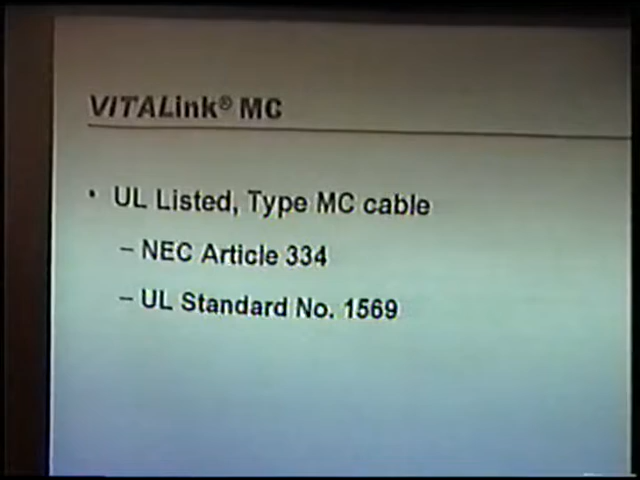 VITALink® MC
• UL Listed, Type MC cable
– NEC Article 334
– UL Standard No. 1569